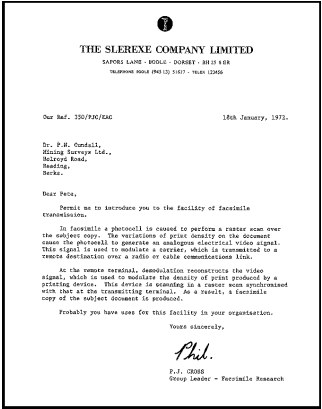 THE SLEREXE COMPANY LIMITED
SAPORS LANE - BOOLE - DORSET - BH 25 8 ER
TELEPHONE BOOLE (945 13) 51617 - TELEX 123456
Our Ref. 350/PJC/EAC 18th January, 1972.
Dr. P.N. Cundall,
Mining Surveys Ltd.,
Holroyd Road,
Reading,
Berks.
Dear Pete,
Permit me to introduce you to the facility of facsimile
transmission.
In facsimile a photocell is caused to perform a raster scan over
the subject copy. The variations of print density on the document
cause the photocell to generate an analogous electrical video signal.
This signal is used to modulate a carrier, which is transmitted to a
remote destination over a radio or cable communications link.
At the remote terminal, demodulation reconstructs the video
signal, which is used to modulate the density of print produced by a
printing device. This device is scanning in a raster scan synchronised
with that at the transmitting terminal. As a result, a facsimile
copy of the subject document is produced.
Probably you have uses for this facility in your organisation.
Yours sincerely,
Phil.
P.J. CROSS
Group Leader - Facsimile Research